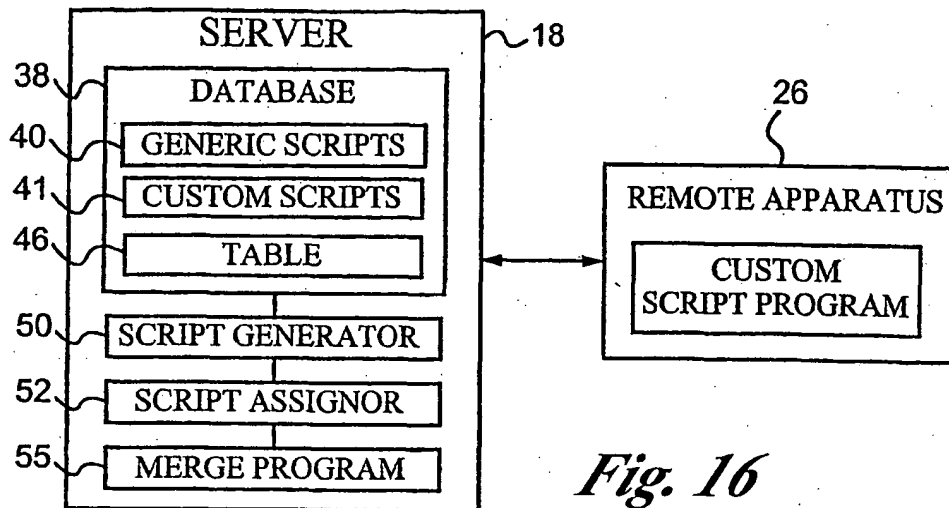 SERVER
18
38
DATABASE
40
GENERIC SCRIPTS
41
CUSTOM SCRIPTS
46
TABLE
50
SCRIPT GENERATOR
52
SCRIPT ASSIGNOR
55
MERGE PROGRAM
26
REMOTE APPARATUS
CUSTOM
SCRIPT PROGRAM
Fig. 16